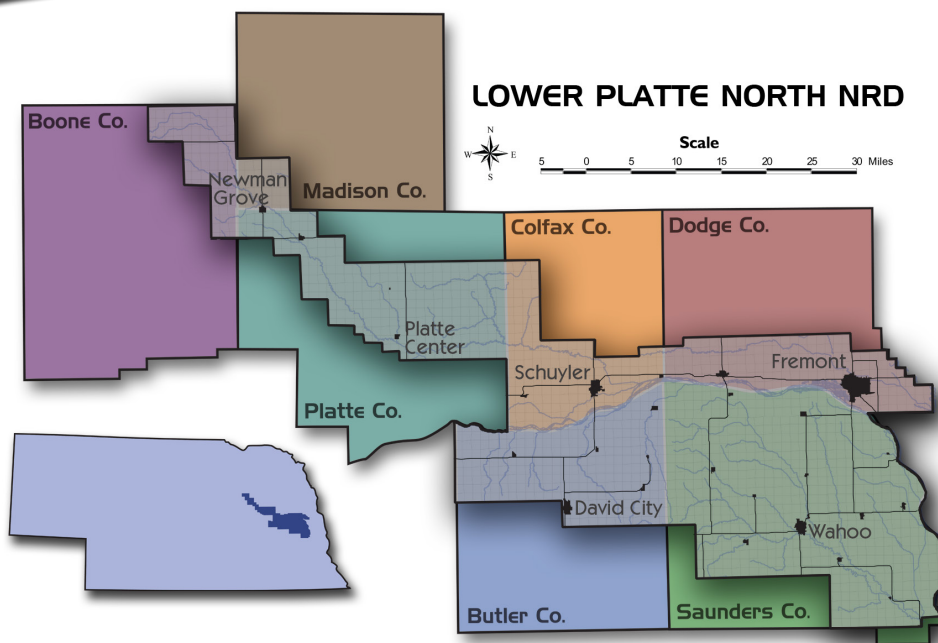 LOWER PLATTE NORTH NRD
N
W E
S
Scale
5 0 5 10 15 20 25 30 Miles
Boone Co.
Newman
Grove
Madison Co.
Colfax Co.
Dodge Co.
Platte
Center
Schuyler
Fremont
Platte Co.
David City
Wahoo
Butler Co.
Saunders Co.